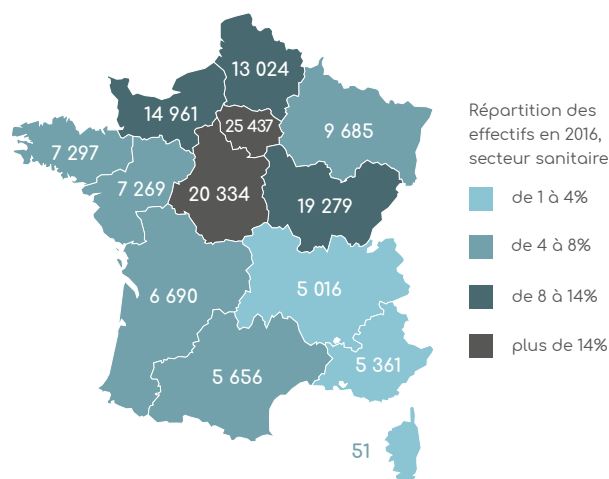 13 024
14 961
25 437
9 685
7 297
7 269
20 334
19 279
6 690
5 016
5 656
5 361
51
Répartition des
effectifs en 2016,
secteur sanitaire
de 1 à 4%
de 4 à 8%
de 8 à 14%
plus de 14%